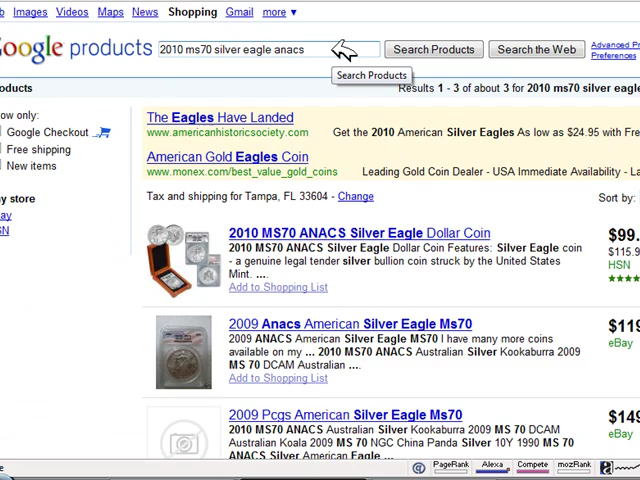 Images Videos Maps News Shopping Gmail more ▼
Google products 2010 ms70 silver eagle anacs Search Products Search the Web Advanced Pr
Preferences
Search Products
oducts Results 1 - 3 of about 3 for 2010 ms70 silver eagle
ow only:
Google Checkout
Free shipping
New items
y store
ay
SN
The Eagles Have Landed
www.americanhistoricsociety.com Get the 2010 American Silver Eagles As low as $24.95 with Fre
American Gold Eagles Coin
www.monex.com/best_value_gold_coins Leading Gold Coin Dealer - USA Immediate Availability - La
Tax and shipping for Tampa, FL 33604 - Change Sort by:
2010 MS70 ANACS Silver Eagle Dollar Coin $99.
2010 MS70 ANACS Silver Eagle Dollar Coin Features: Silver Eagle coin $115.9
- a genuine legal tender silver bullion coin struck by the United States HSN
Mint. ...
Add to Shopping List
2009 Anacs American Silver Eagle Ms70 $119
2009 ANACS American Silver Eagle MS70 I have many more coins eBay
available on my ... 2010 MS70 ANACS Australian Silver Kookaburra 2009
MS 70 DCAM Australian ....
Add to Shopping List
2009 Pcgs American Silver Eagle Ms70 $149
2010 MS70 ANACS Australian Silver Kookaburra 2009 MS 70 DCAM eBay
Australian Koala 2009 MS 70 NGC China Panda Silver 10Y 1990 MS 70
ANACS Silver American Eagle ...
e PageRank Alexa Compete mozRank